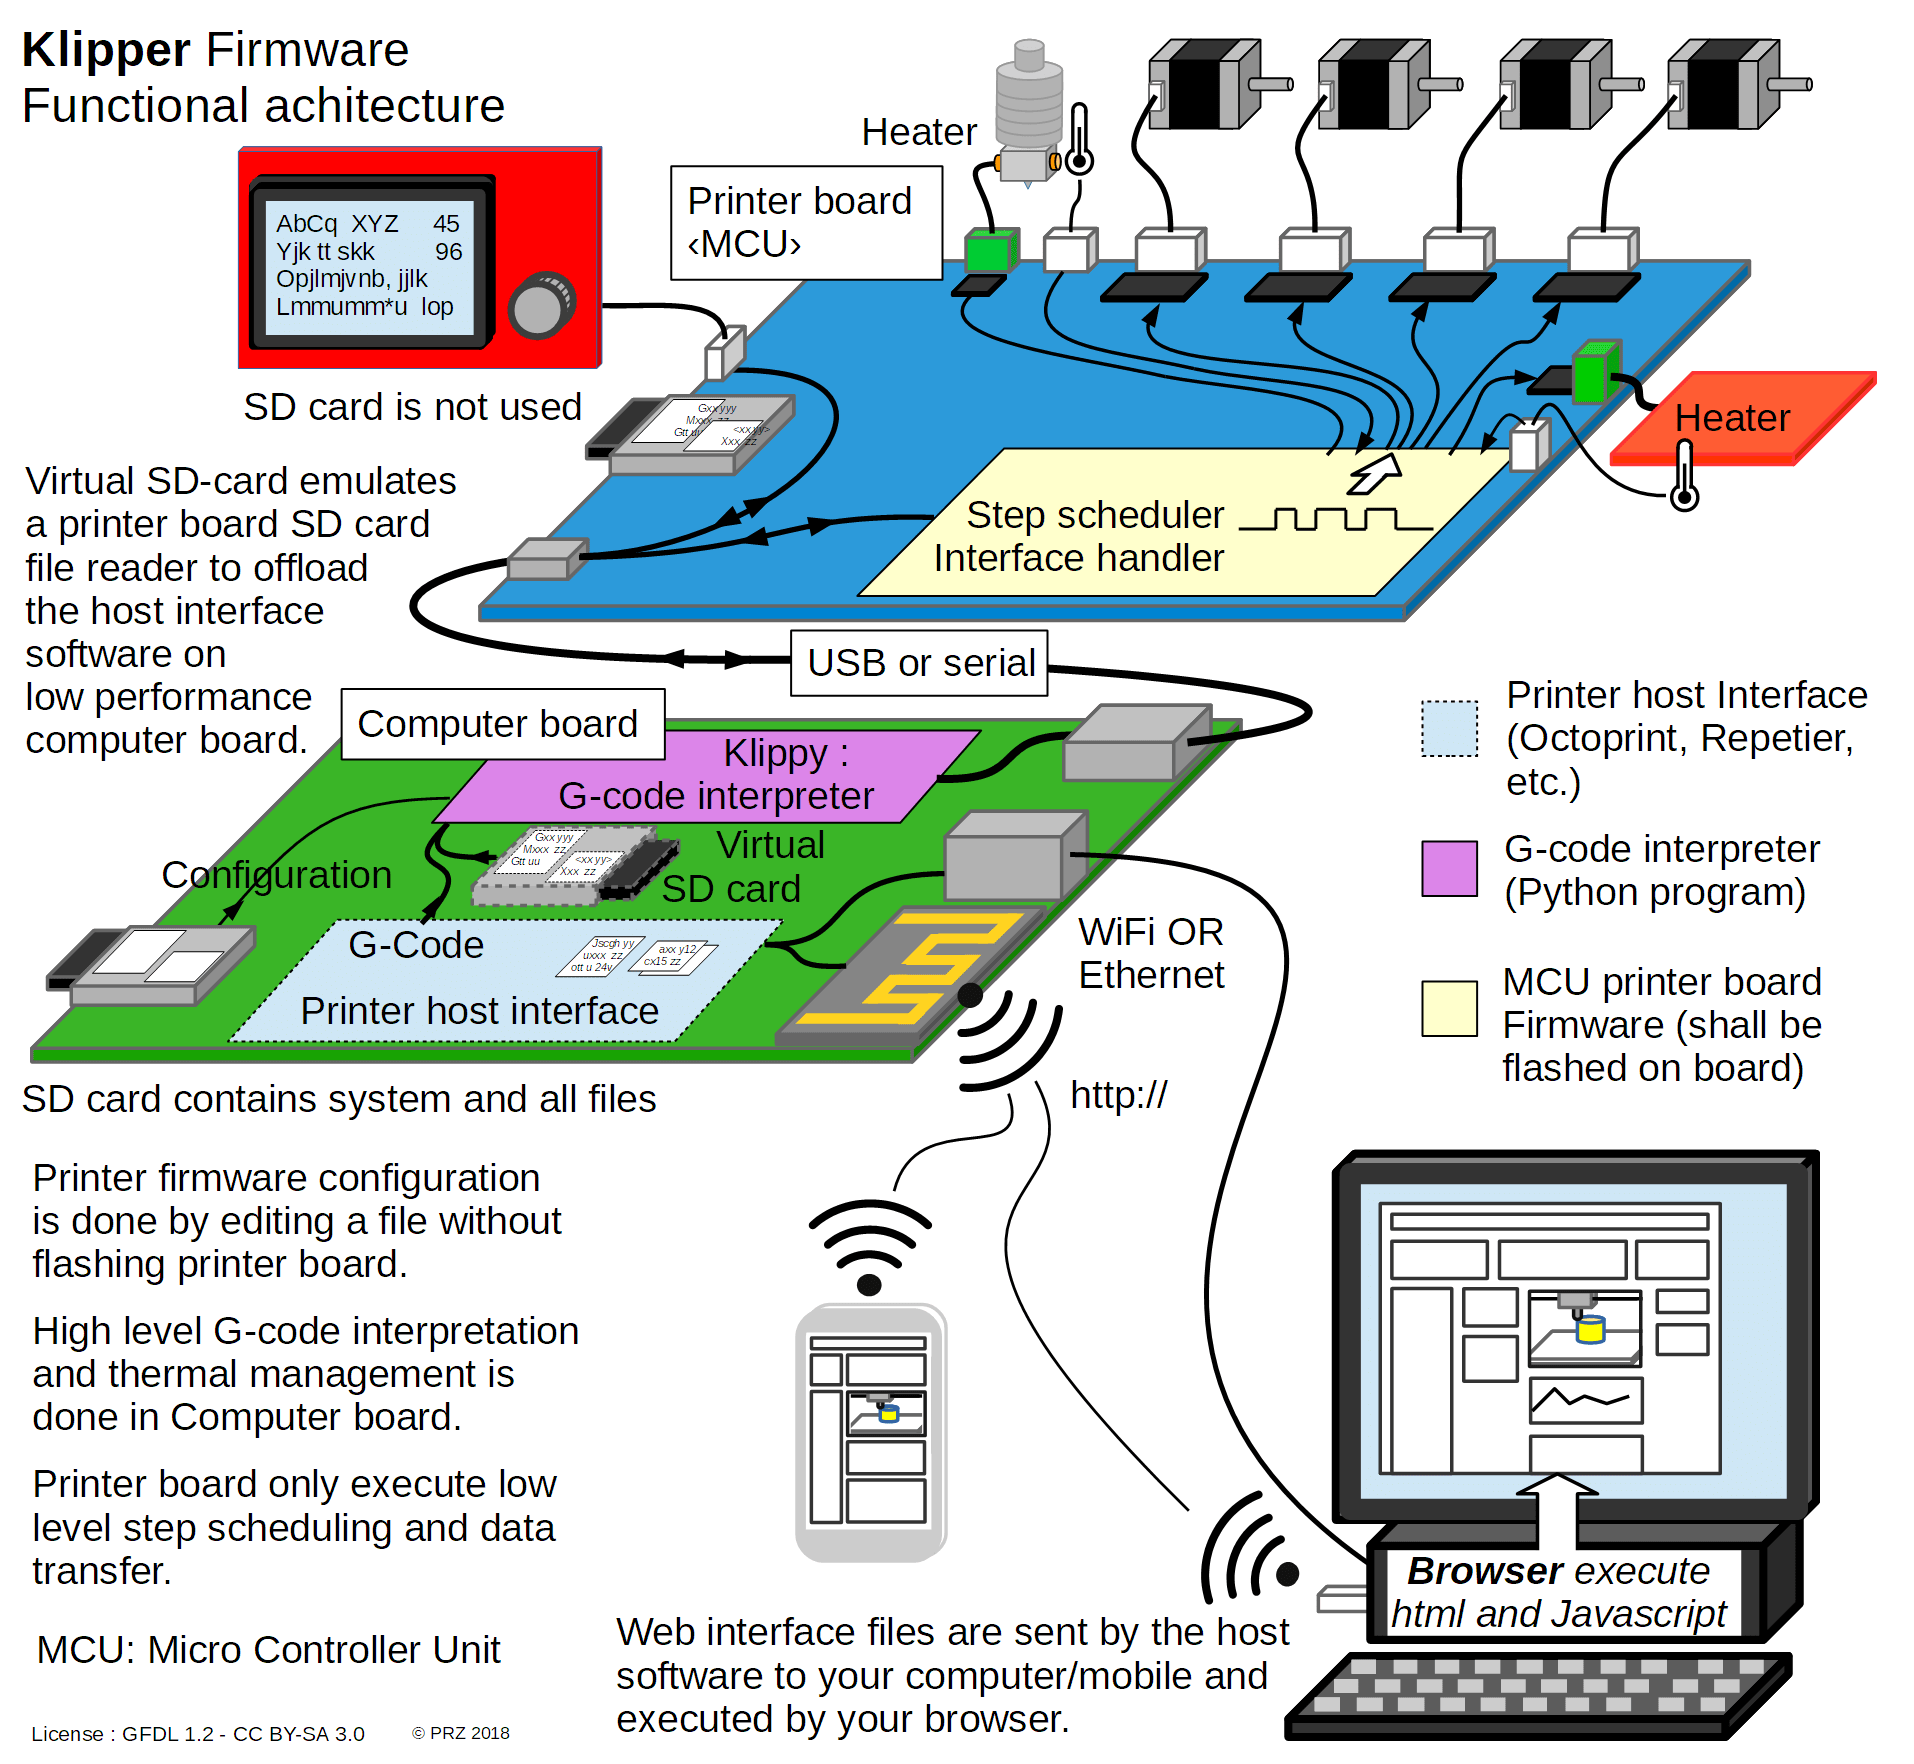 Klipper Firmware
Functional achitecture
AbCq XYZ 45
Yjk tt skk 96
Opjlmjvnb, jjlk
Lmmumm*u lop
SD card is not used
Heater
Printer board
‹MCU›
Gxx yyy
Mxxx zz
Gtt uu
<xx yy>
Xxx zz
Heater
Step scheduler
Interface handler
Virtual SD-card emulates
a printer board SD card
file reader to offload
the host interface
software on
low performance
computer board.
USB or serial
Computer board
Klippy :
G-code interpreter
Configuration
Gxx yyy
Mxxx zz
Gtt uu
<xx yy>
Xxx zz
Virtual
SD card
G-Code
Jscgh yy
uxxx zz
ott u 24v
axx y12
cx15 zz
Printer host interface
WiFi OR
Ethernet
http://
Printer host Interface
(Octoprint, Repetier,
etc.)
G-code interpreter
(Python program)
MCU printer board
Firmware (shall be
flashed on board)
SD card contains system and all files
Printer firmware configuration
is done by editing a file without
flashing printer board.
High level G-code interpretation
and thermal management is
done in Computer board.
Printer board only execute low
level step scheduling and data
transfer.
MCU: Micro Controller Unit
Browser execute
html and Javascript
Web interface files are sent by the host
software to your computer/mobile and
executed by your browser.
License : GFDL 1.2 - CC BY-SA 3.0 © PRZ 2018